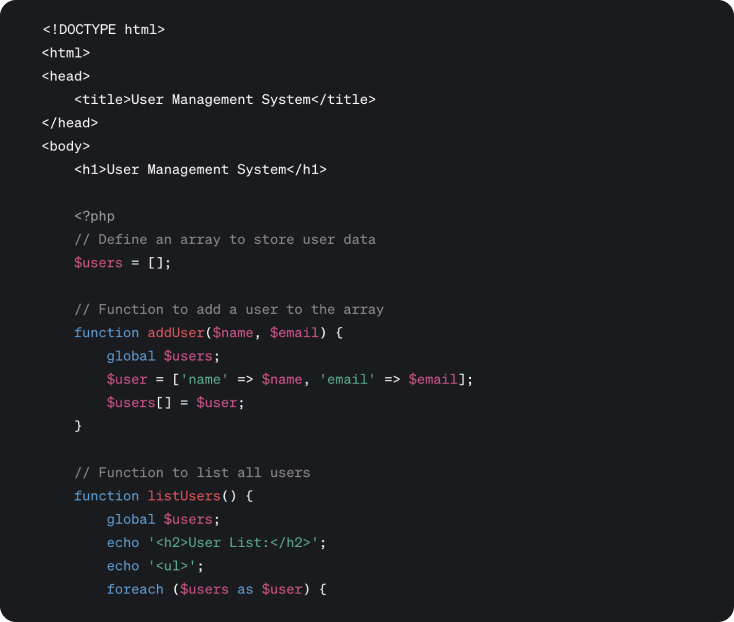 <!DOCTYPE html>
<html>
<head>
    <title>User Management System</title>
</head>
<body>
    <h1>User Management System</h1>

    <?php
    // Define an array to store user data
    $users = [];

    // Function to add a user to the array
    function addUser($name, $email) {
        global $users;
        $user = ['name' => $name, 'email' => $email];
        $users[] = $user;
    }

    // Function to list all users
    function listUsers() {
        global $users;
        echo '<h2>User List:</h2>';
        echo '<ul>';
        foreach ($users as $user) {